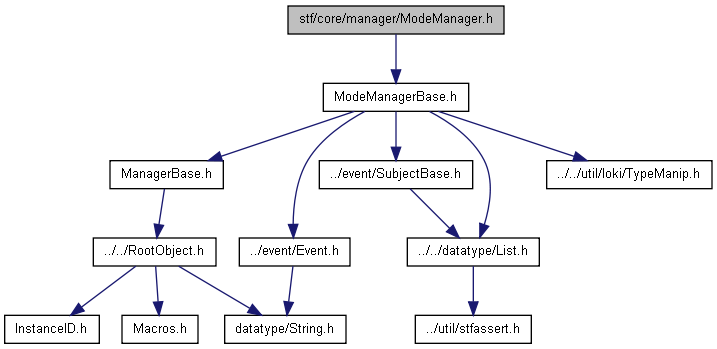 stf/core/manager/ModeManager.h
ModeManagerBase.h
ManagerBase.h
../event/SubjectBase.h
../../util/loki/TypeManip.h
../../RootObject.h
../event/Event.h
../../datatype/List.h
InstanceID.h
Macros.h
datatype/String.h
../util/stfassert.h